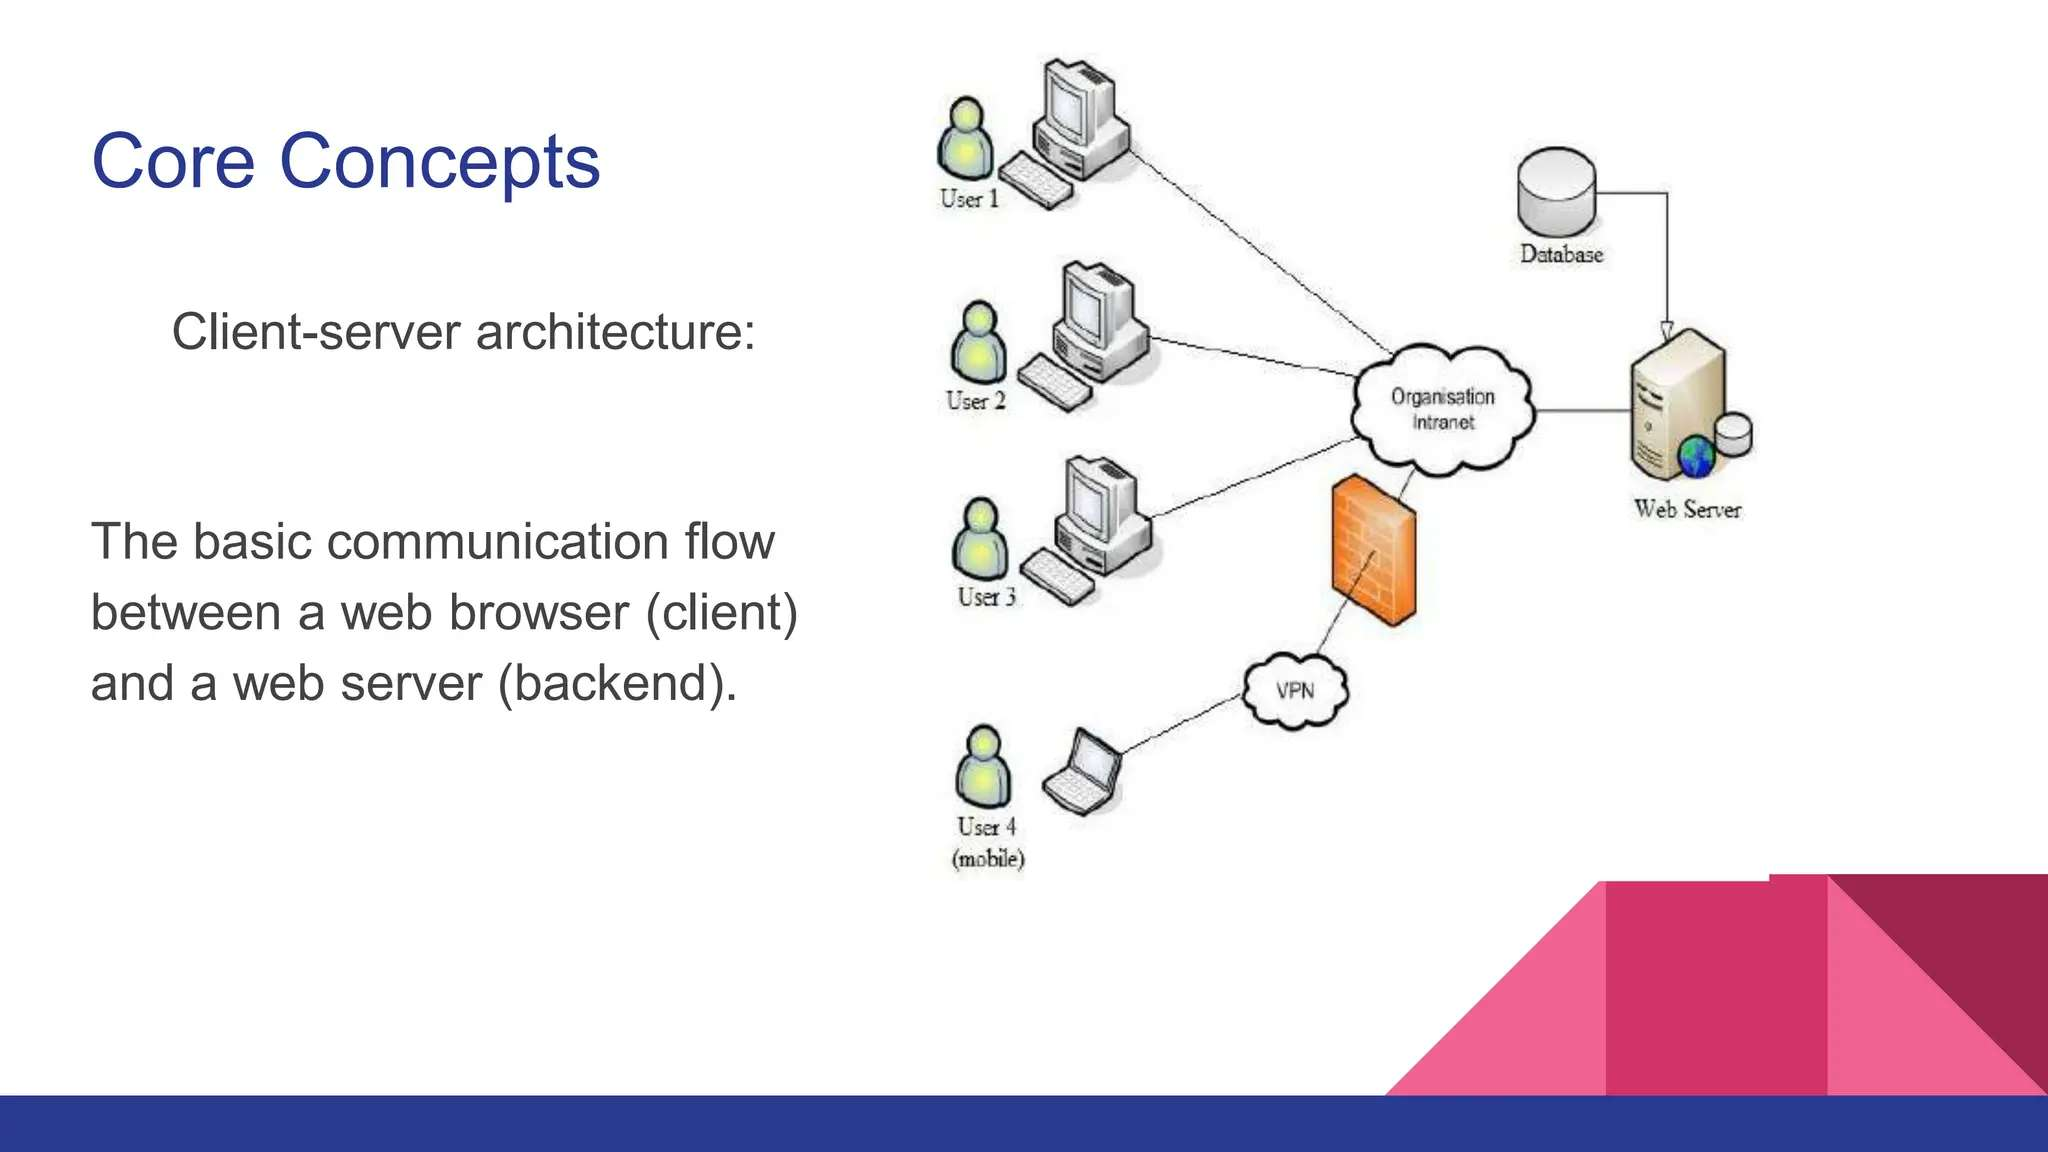 Core Concepts
Client-server architecture:
The basic communication flow
between a web browser (client)
and a web server (backend).
User 1
User 2
User 3
User 4
(mobile)
VPN
Organisation
Intranet
Database
Web Server